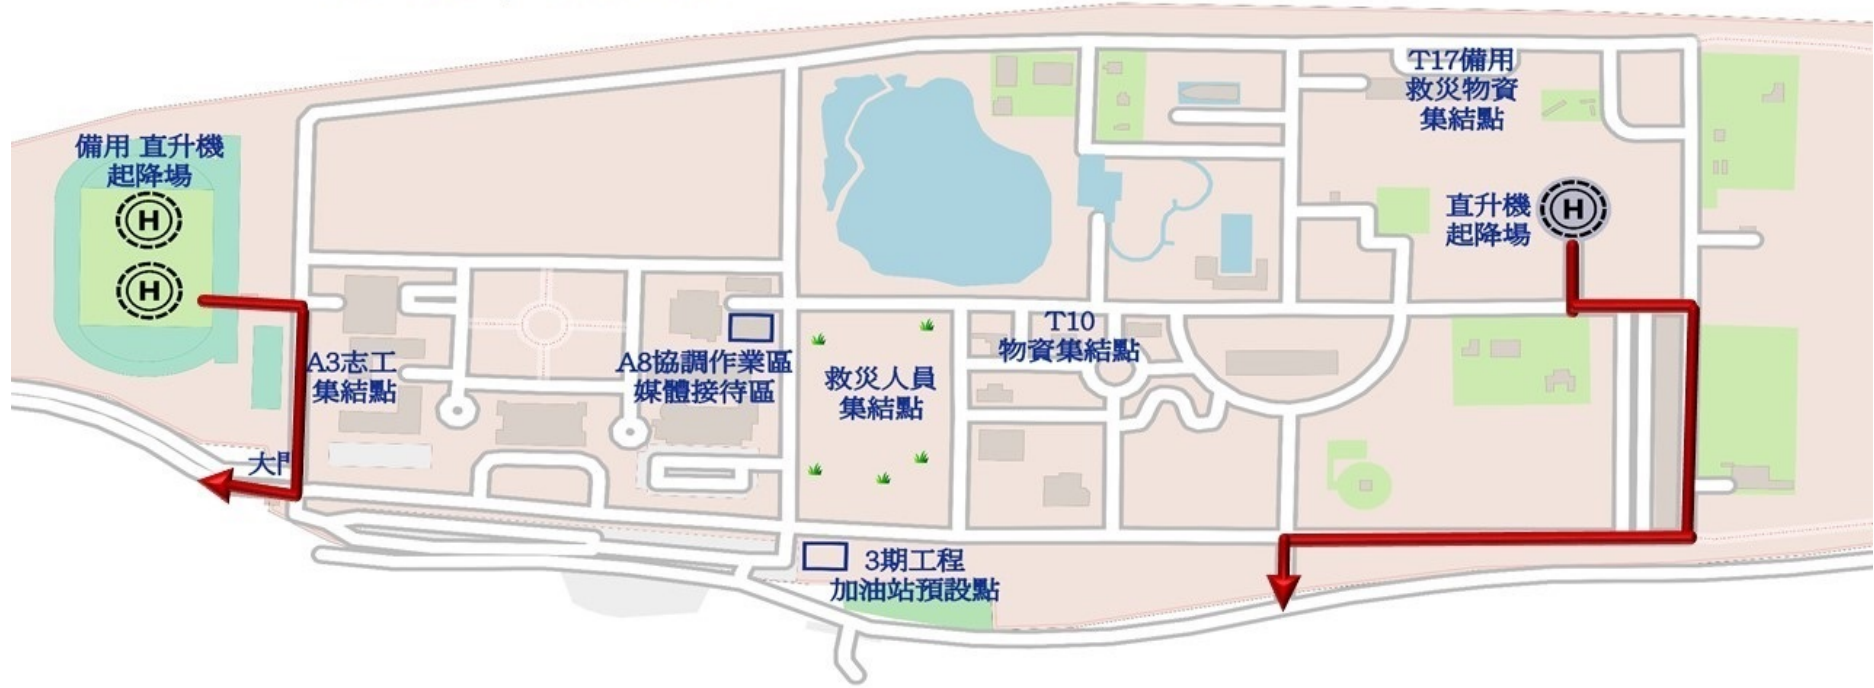 備用 直升機
起降場
H
H
A3志工
集結點
大門
A8協調作業區
媒體接待區
救災人員
集結點
T10
物資集結點
T17備用
救災物資
集結點
直升機
起降場
H
3期工程
加油站預設點